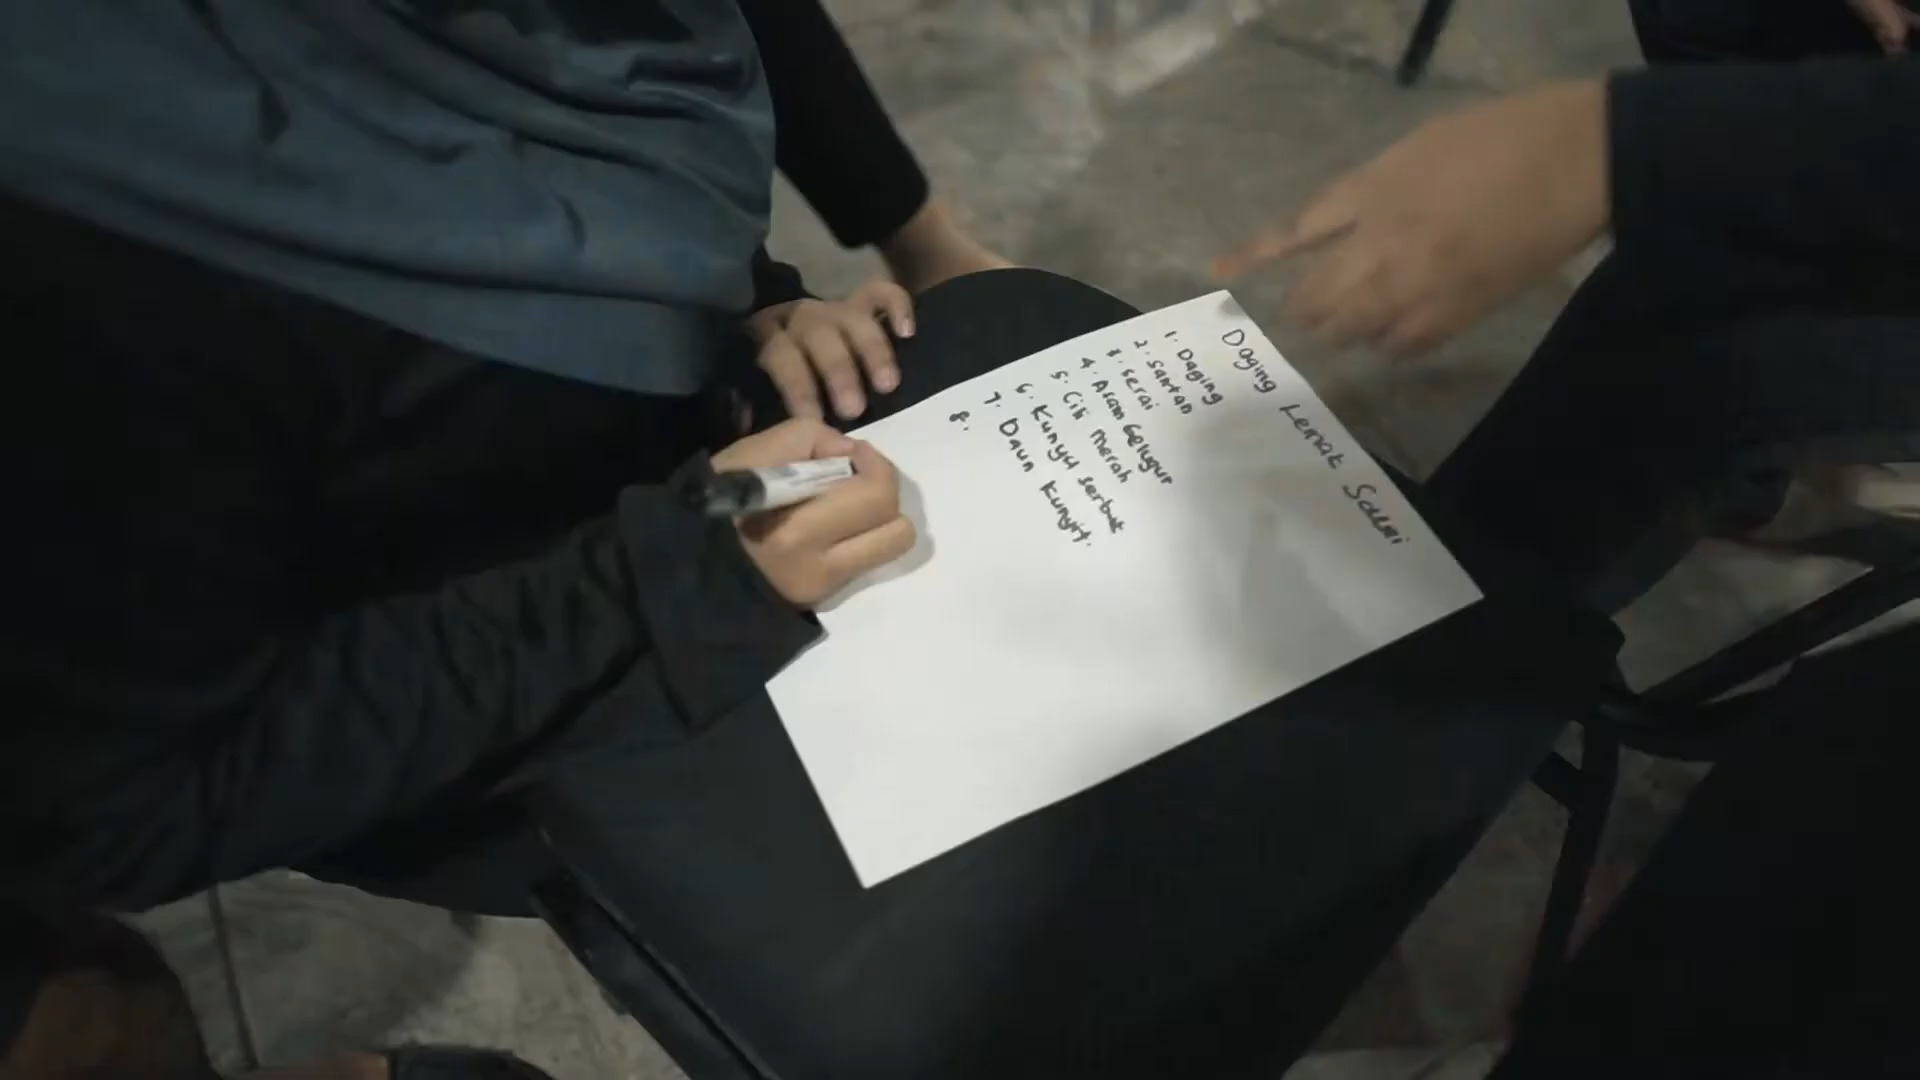 Daging Lemak Salai
1. Daging
2. Santan
3. serai
4. Asam Gelugur
5. Cili merah
6. Kunyit serbuk
7. Daun Kunyit.
8.